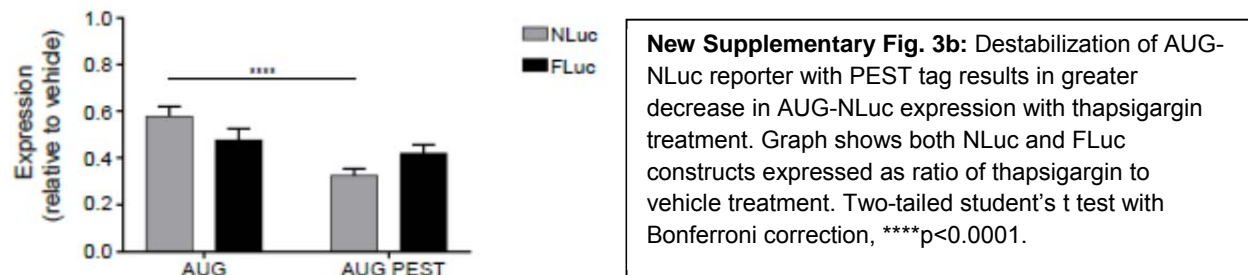 1.0
0.8
0.6
0.4
0.2
0.0
Expression
(relative to vehicle)
****
AUG
AUG PEST
NLuc
FLuc
New Supplementary Fig. 3b: Destabilization of AUG-
NLuc reporter with PEST tag results in greater
decrease in AUG-NLuc expression with thapsigargin
treatment. Graph shows both NLuc and FLuc
constructs expressed as ratio of thapsigargin to
vehicle treatment. Two-tailed student’s t test with
Bonferroni correction, ****p<0.0001.